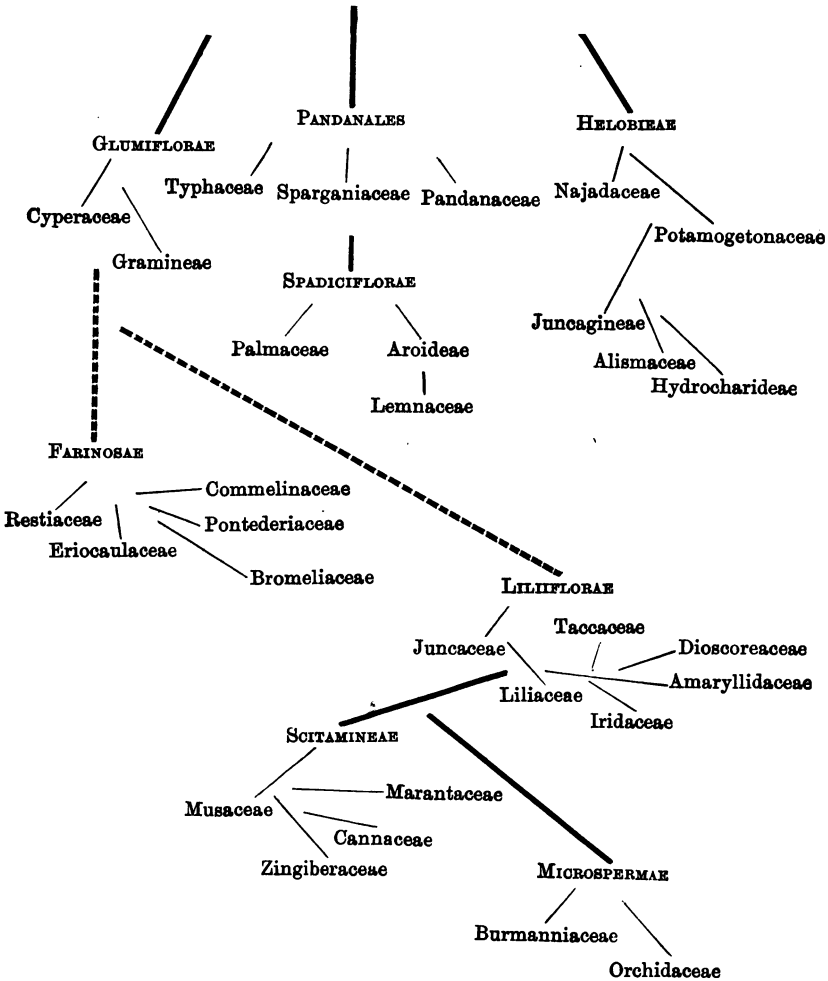 PANDANALES
HELOBIEAE
GLUMIFLORAE
Typhaceae
Sparganiaceae
Pandanaceae
Najadaceae
Cyperaceae
Potamogetonaceae
Gramineae
SPADICIFLORAE
Juncagineae
Palmaceae
Aroideae
Alismaceae
Hydrocharideae
Lemnaceae
FARINOSAE
Commelinaceae
Restiaceae
Pontederiaceae
Eriocaulaceae
Bromeliaceae
LILIIFLORAE
Taccaceae
Juncaceae
Dioscoreaceae
Amaryllidaceae
Liliaceae
Iridaceae
SCITAMINEAE
Marantaceae
Musaceae
Cannaceae
Zingiberaceae
MICROSPERMAE
Burmanniaceae
Orchidaceae